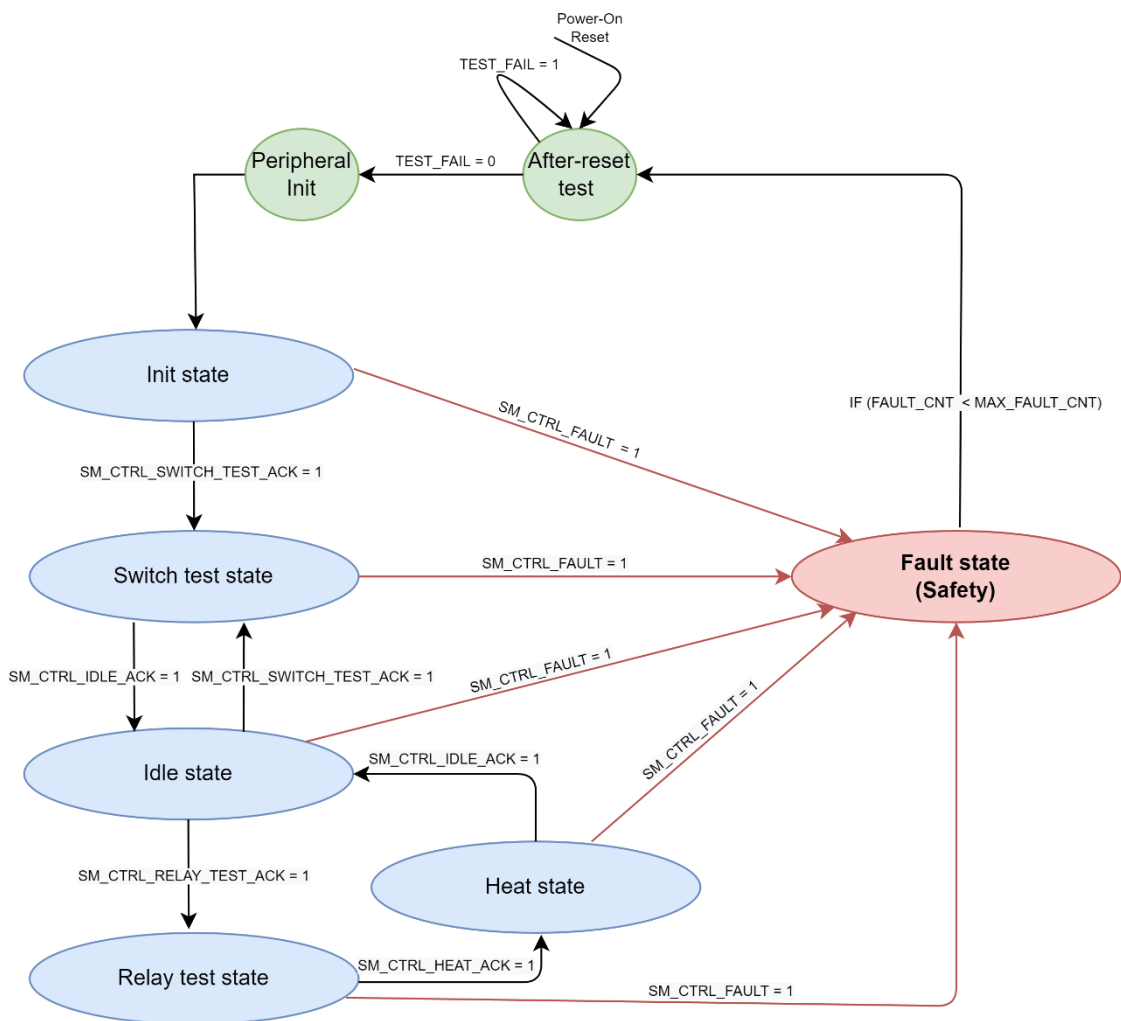 Power-On
Reset
TEST_FAIL = 1
Peripheral
Init
TEST_FAIL = 0
After-reset
test
Init state
SM_CTRL_FAULT = 1
IF (FAULT_CNT < MAX_FAULT_CNT)
SM_CTRL_SWITCH_TEST_ACK = 1
Switch test state
SM_CTRL_FAULT = 1
Fault state
(Safety)
SM_CTRL_IDLE_ACK = 1
SM_CTRL_SWITCH_TEST_ACK = 1
SM_CTRL_FAULT = 1
Idle state
SM_CTRL_IDLE_ACK = 1
SM_CTRL_FAULT = 1
SM_CTRL_RELAY_TEST_ACK = 1
Heat state
Relay test state
SM_CTRL_HEAT_ACK = 1
SM_CTRL_FAULT = 1